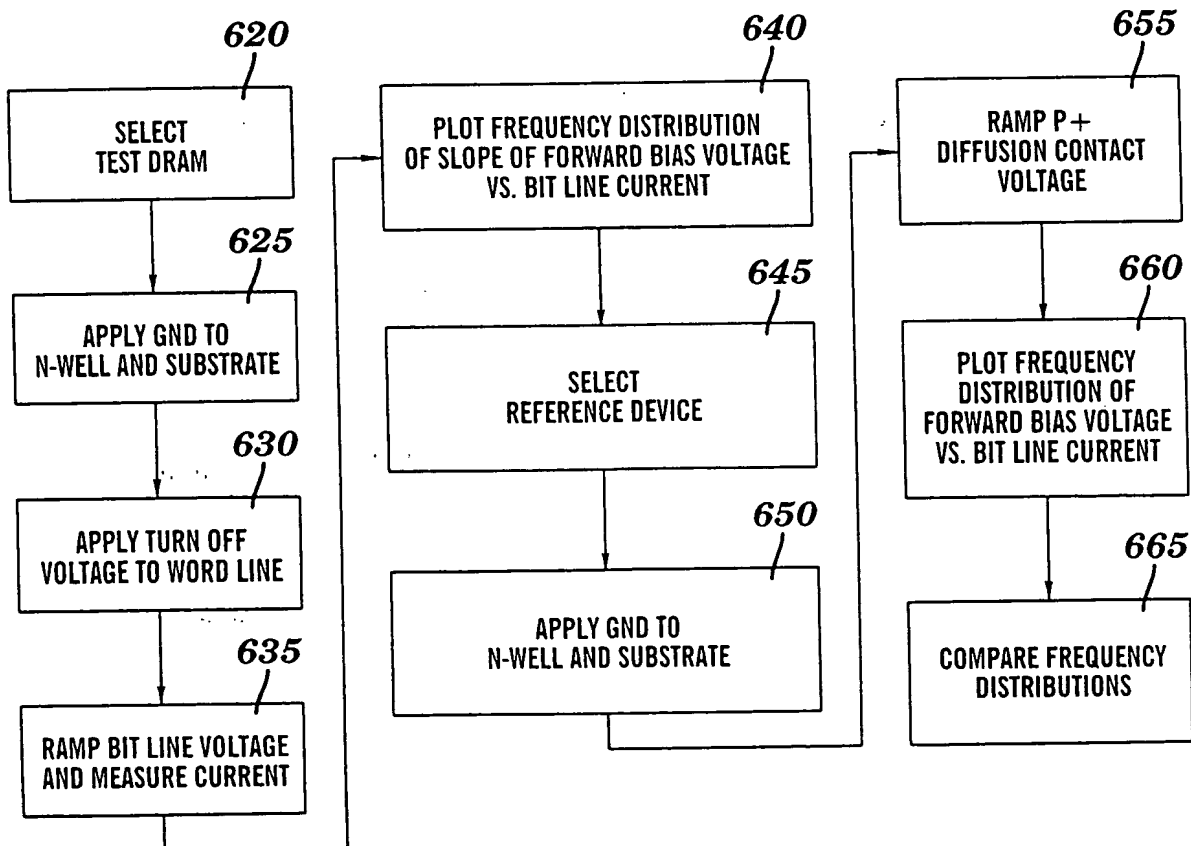 620
SELECT
TEST DRAM
625
APPLY GND TO
N-WELL AND SUBSTRATE
630
APPLY TURN OFF
VOLTAGE TO WORD LINE
635
RAMP BIT LINE VOLTAGE
AND MEASURE CURRENT
640
PLOT FREQUENCY DISTRIBUTION
OF SLOPE OF FORWARD BIAS VOLTAGE
VS. BIT LINE CURRENT
645
SELECT
REFERENCE DEVICE
650
APPLY GND TO
N-WELL AND SUBSTRATE
655
RAMP P+
DIFFUSION CONTACT
VOLTAGE
660
PLOT FREQUENCY
DISTRIBUTION OF
FORWARD BIAS VOLTAGE
VS. BIT LINE CURRENT
665
COMPARE FREQUENCY
DISTRIBUTIONS